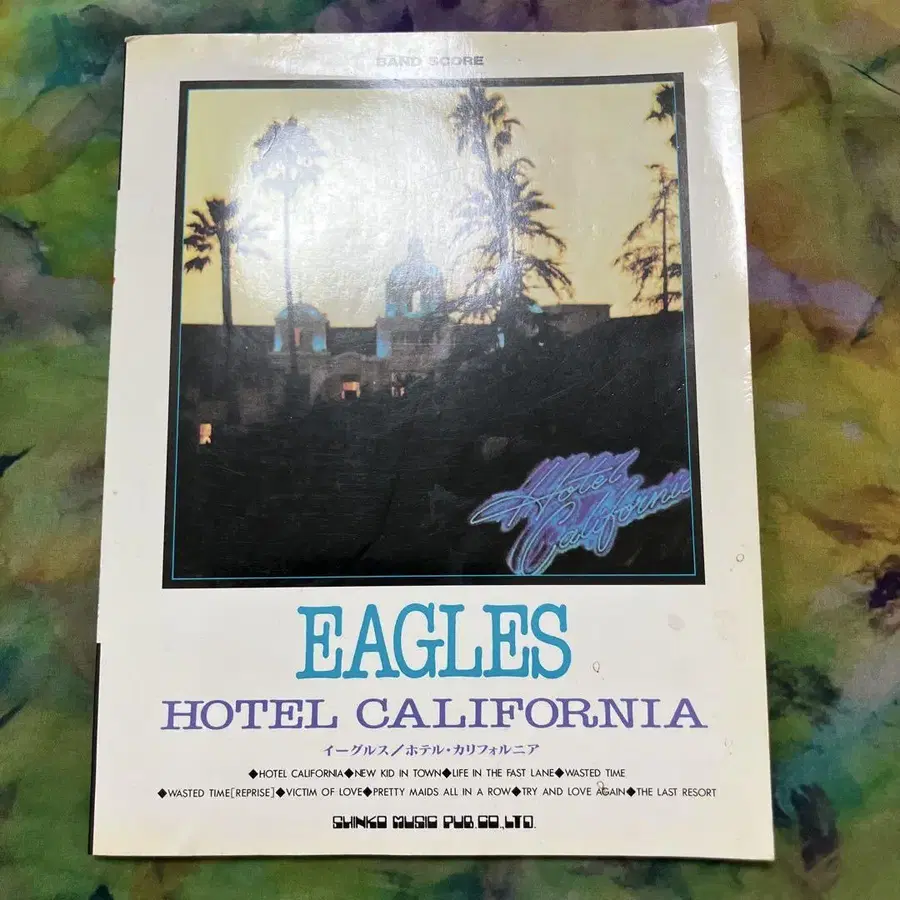 BAND SCORE
Hotel
California
EAGLES
HOTEL CALIFORNIA
イーグルス/ホテル・カリフォルニア
◆HOTEL CALIFORNIA◆NEW KID IN TOWN◆LIFE IN THE FAST LANE◆WASTED TIME
◆WASTED TIME[REPRISE]◆VICTIM OF LOVE◆PRETTY MAIDS ALL IN A ROW◆TRY AND LOVE AGAIN◆THE LAST RESORT
SHINKO MUSIC PUB.CO.,LTD.